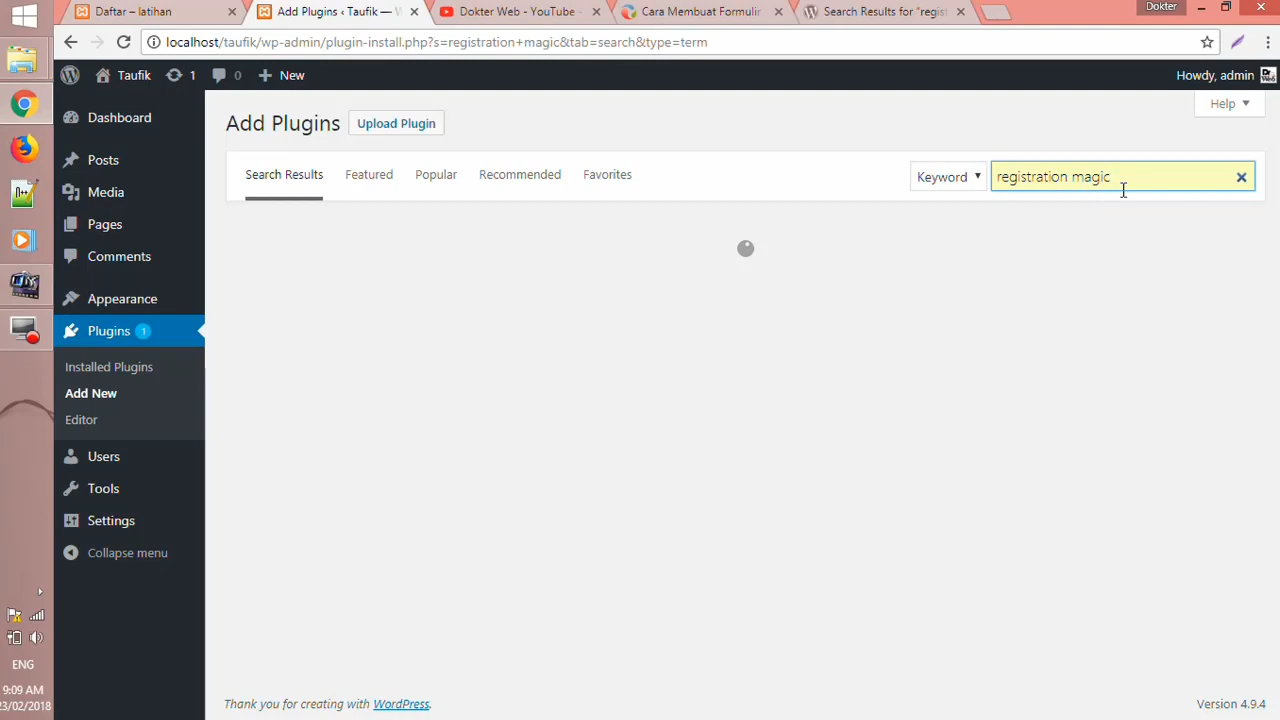 Daftar – latihan
Add Plugins ‹ Taufik — W
Dokter Web - YouTube
Cara Membuat Formulir
Search Results for "regist
Dokter
localhost/taufik/wp-admin/plugin-install.php?s=registration+magic&tab=search&type=term
Taufik
1
0
New
Howdy, admin
Help
Dashboard
Posts
Media
Pages
Comments
Appearance
Plugins 1
Installed Plugins
Add New
Editor
Users
Tools
Settings
Collapse menu
Add Plugins
Upload Plugin
Search Results
Featured
Popular
Recommended
Favorites
Keyword
registration magic
ENG
9:09 AM
23/02/2018
Thank you for creating with WordPress.
Version 4.9.4